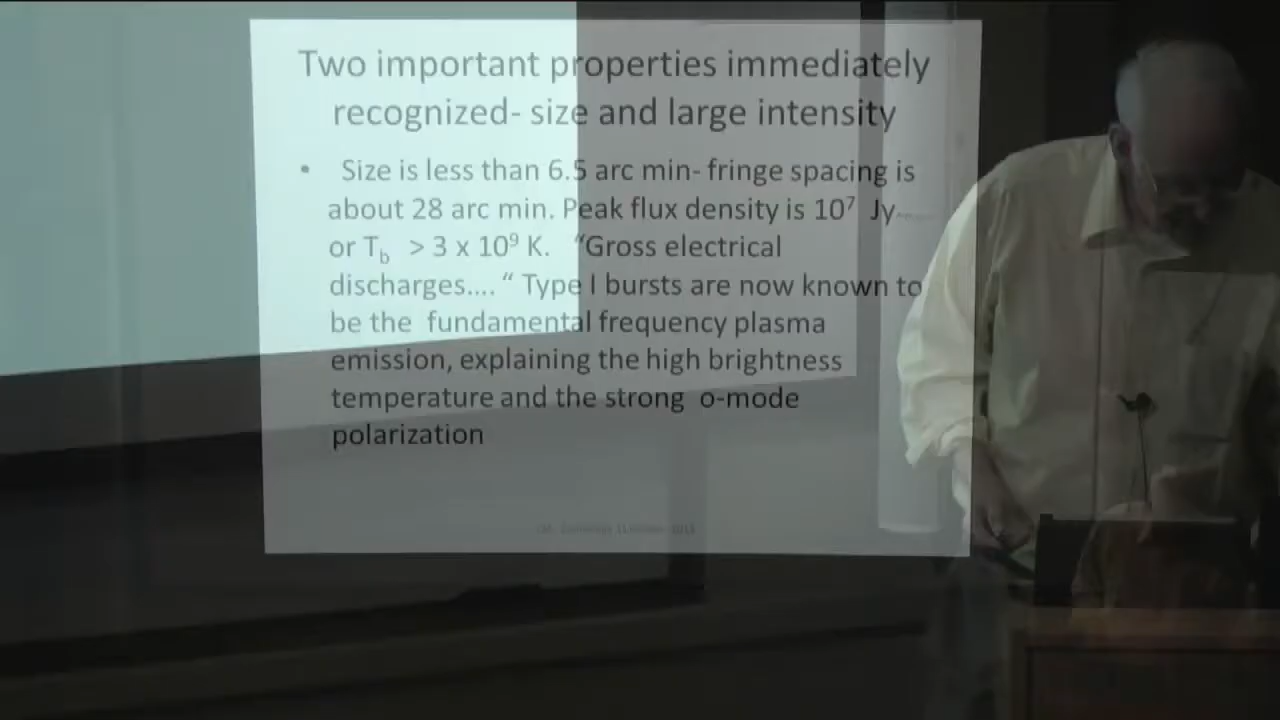 Two important properties immediately
recognized- size and large intensity
• Size is less than 6.5 arc min- fringe spacing is
about 28 arc min. Peak flux density is 10⁷ Jy
or T_b > 3 x 10⁹ K. “Gross electrical
discharges.... “ Type I bursts are now known to
be the fundamental frequency plasma
emission, explaining the high brightness
temperature and the strong o-mode
polarization